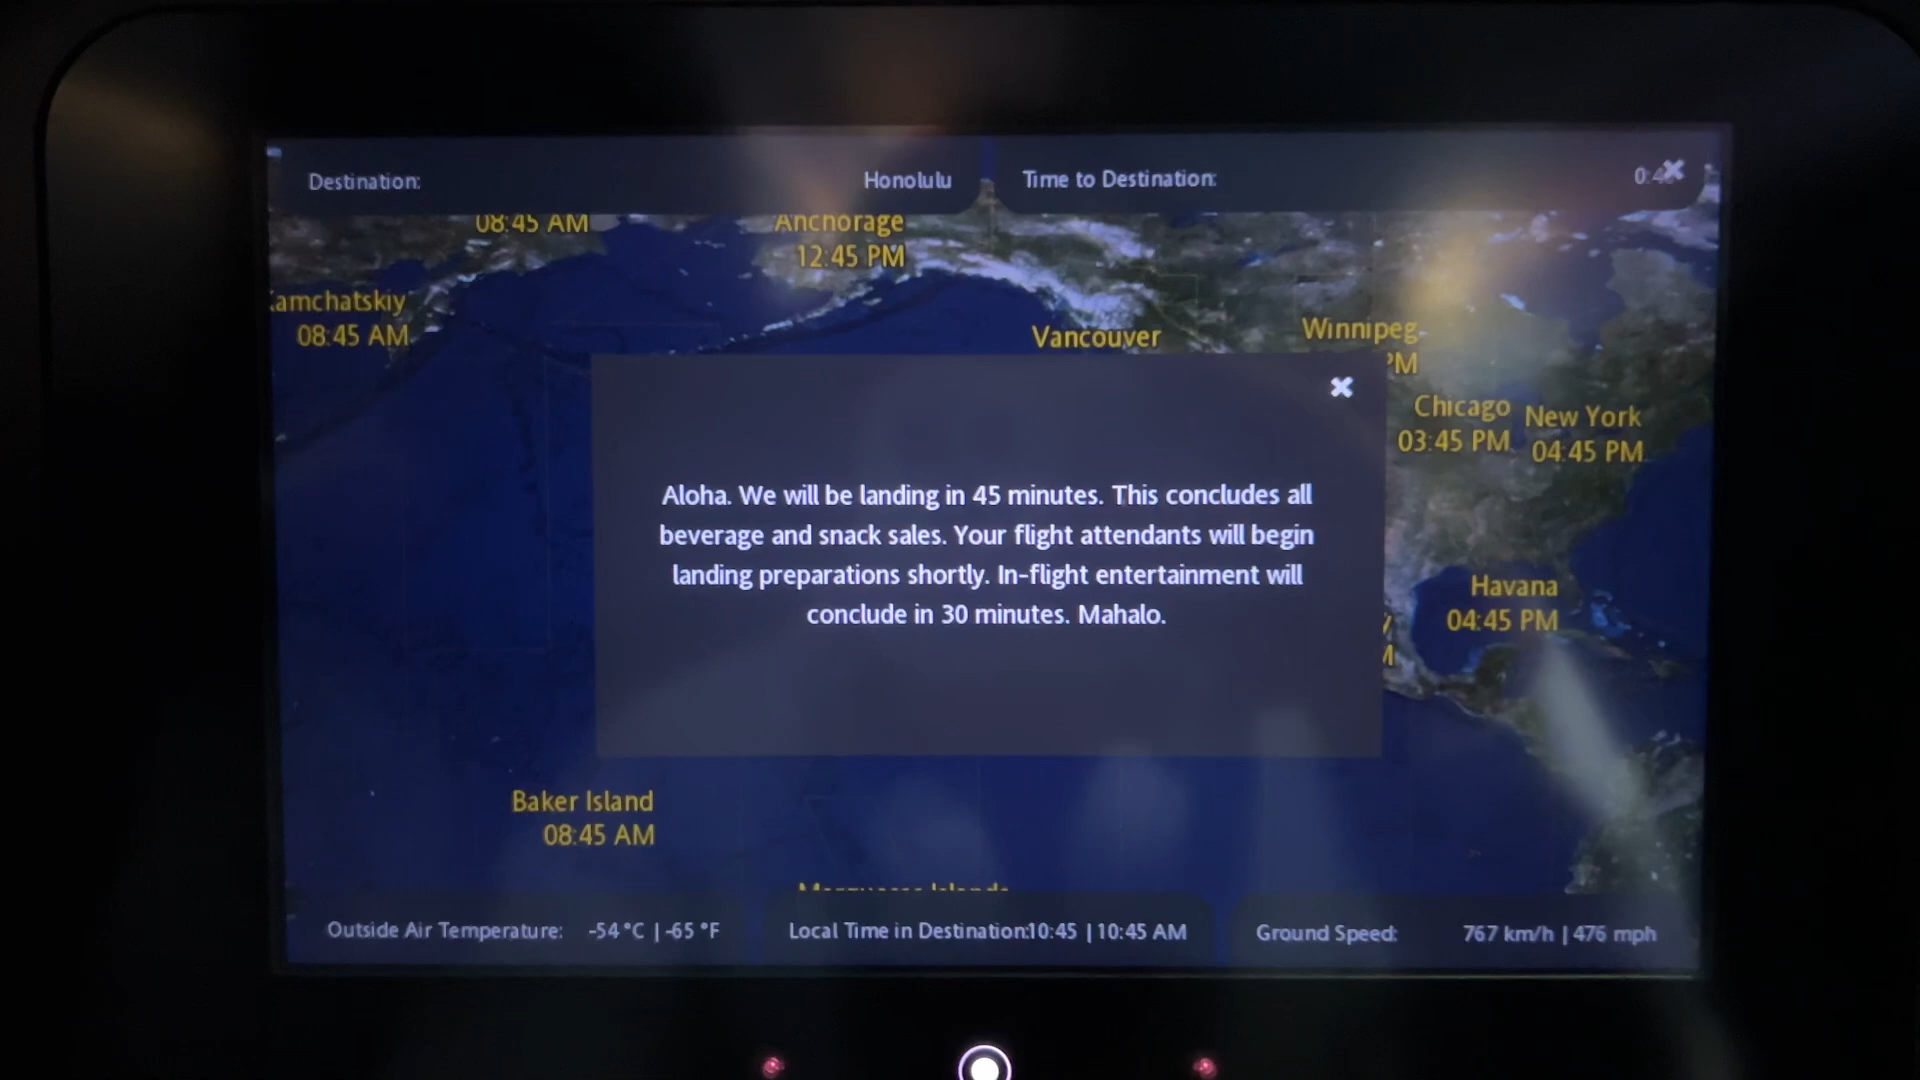 Destination: Honolulu
Time to Destination:
08:45 AM
Anchorage
12:45 PM
08:45 AM
Vancouver
Winnipeg
PM
Chicago
03:45 PM
New York
04:45 PM
Aloha. We will be landing in 45 minutes. This concludes all
beverage and snack sales. Your flight attendants will begin
landing preparations shortly. In-flight entertainment will
conclude in 30 minutes. Mahalo.
Havana
04:45 PM
Baker Island
08:45 AM
Outside Air Temperature: -54 °C | -65 °F
Local Time in Destination:10:45 | 10:45 AM
Ground Speed: 767 km/h | 476 mph